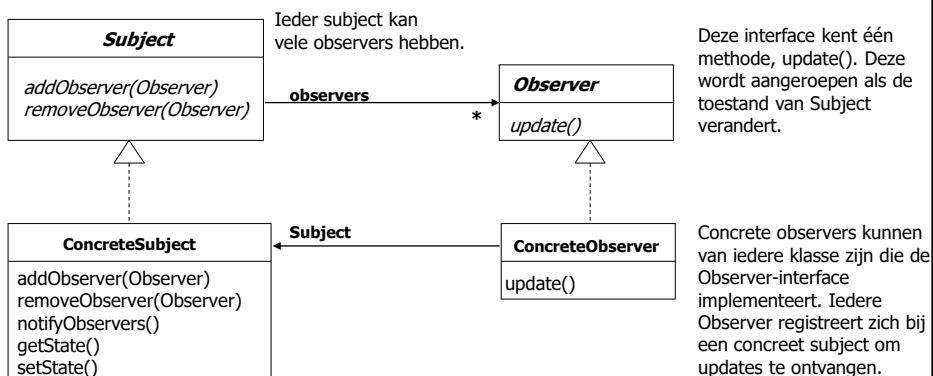 Subject
addObserver(Observer)
removeObserver(Observer)
Ieder subject kan
vele observers hebben.
observers
*
Observer
update()
Deze interface kent één
methode, update(). Deze
wordt aangeroepen als de
toestand van Subject
verandert.
ConcreteSubject
addObserver(Observer)
removeObserver(Observer)
notifyObservers()
getState()
setState()
Subject
ConcreteObserver
update()
Concrete observers kunnen
van iedere klasse zijn die de
Observer-interface
implementeert. Iedere
Observer registreert zich bij
een concreet subject om
updates te ontvangen.